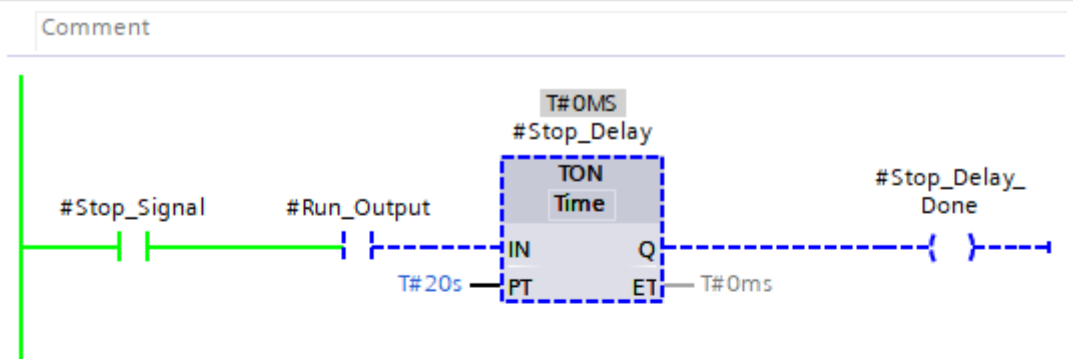 Comment
T#0MS
#Stop_Delay
TON
Time
#Stop_Signal
#Run_Output
#Stop_Delay_
Done
IN
Q
T#20s
PT
ET
T#0ms